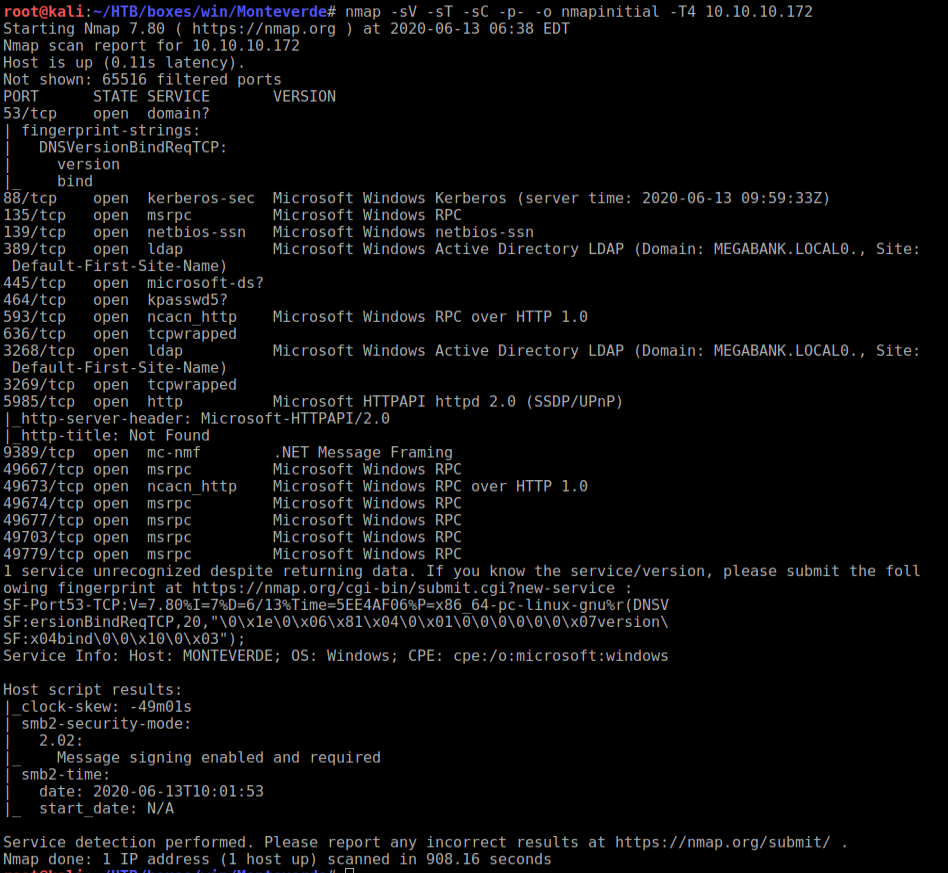 root@kali:~/HTB/boxes/win/Monteverde# nmap -sV -sT -sC -p- -o nmapinitial -T4 10.10.10.172
Starting Nmap 7.80 ( https://nmap.org ) at 2020-06-13 06:38 EDT
Nmap scan report for 10.10.10.172
Host is up (0.11s latency).
Not shown: 65516 filtered ports
PORT      STATE SERVICE       VERSION
53/tcp    open  domain?
| fingerprint-strings:
|   DNSVersionBindReqTCP:
|     version
|_    bind
88/tcp    open  kerberos-sec  Microsoft Windows Kerberos (server time: 2020-06-13 09:59:33Z)
135/tcp   open  msrpc         Microsoft Windows RPC
139/tcp   open  netbios-ssn   Microsoft Windows netbios-ssn
389/tcp   open  ldap          Microsoft Windows Active Directory LDAP (Domain: MEGABANK.LOCAL0., Site:
 Default-First-Site-Name)
445/tcp   open  microsoft-ds?
464/tcp   open  kpasswd5?
593/tcp   open  ncacn_http    Microsoft Windows RPC over HTTP 1.0
636/tcp   open  tcpwrapped
3268/tcp  open  ldap          Microsoft Windows Active Directory LDAP (Domain: MEGABANK.LOCAL0., Site:
 Default-First-Site-Name)
3269/tcp  open  tcpwrapped
5985/tcp  open  http          Microsoft HTTPAPI httpd 2.0 (SSDP/UPnP)
|_http-server-header: Microsoft-HTTPAPI/2.0
|_http-title: Not Found
9389/tcp  open  mc-nmf        .NET Message Framing
49667/tcp open  msrpc         Microsoft Windows RPC
49673/tcp open  ncacn_http    Microsoft Windows RPC over HTTP 1.0
49674/tcp open  msrpc         Microsoft Windows RPC
49677/tcp open  msrpc         Microsoft Windows RPC
49703/tcp open  msrpc         Microsoft Windows RPC
49779/tcp open  msrpc         Microsoft Windows RPC
1 service unrecognized despite returning data. If you know the service/version, please submit the foll
owing fingerprint at https://nmap.org/cgi-bin/submit.cgi?new-service :
SF-Port53-TCP:V=7.80%I=7%D=6/13%Time=5EE4AF06%P=x86_64-pc-linux-gnu%r(DNSV
SF:ersionBindReqTCP,20,"\0\x1e\0\x06\x81\x04\0\x01\0\0\0\0\0\0\x07version\
SF:x04bind\0\0\x10\0\x03");
Service Info: Host: MONTEVERDE; OS: Windows; CPE: cpe:/o:microsoft:windows

Host script results:
|_clock-skew: -49m01s
| smb2-security-mode:
|   2.02:
|_    Message signing enabled and required
| smb2-time:
|   date: 2020-06-13T10:01:53
|_  start_date: N/A

Service detection performed. Please report any incorrect results at https://nmap.org/submit/ .
Nmap done: 1 IP address (1 host up) scanned in 908.16 seconds
root@kali:~/HTB/boxes/win/Monteverde#